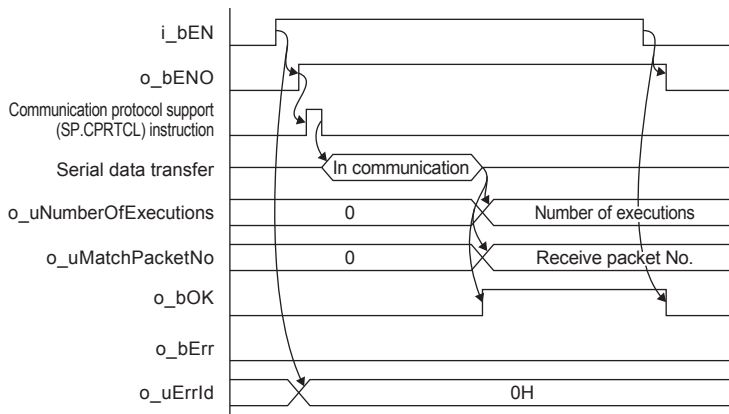 i_bEN
o_bENO
Communication protocol support
(SP.CPRTCL) instruction
Serial data transfer
In communication
o_uNumberOfExecutions
0
Number of executions
o_uMatchPacketNo
0
Receive packet No.
o_bOK
o_bErr
o_uErrId
0H